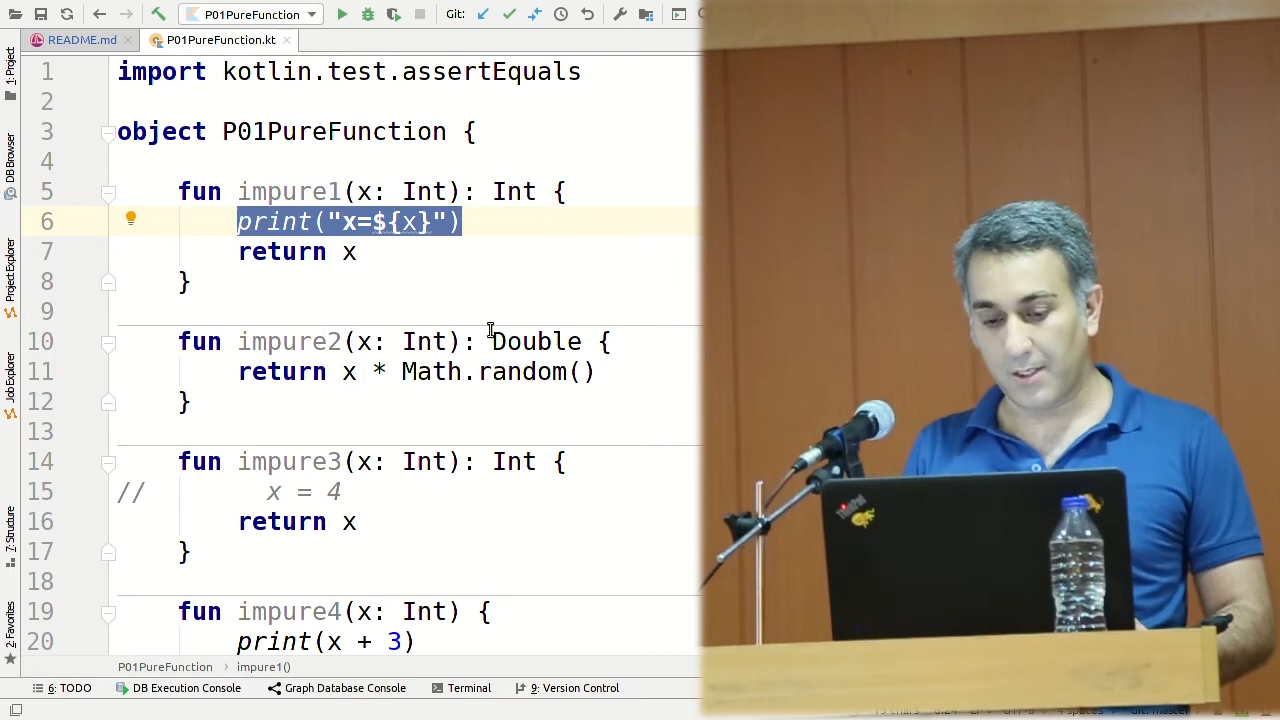 P01PureFunction
Git:
README.md
P01PureFunction.kt
1: Project
DB Browser
Project Explorer
Job Explorer
7: Structure
2: Favorites
1 import kotlin.test.assertEquals
2
3 object P01PureFunction {
4
5 fun impure1(x: Int): Int {
6 print("x=${x}")
7 return x
8 }
9
10 fun impure2(x: Int): Double {
11 return x * Math.random()
12 }
13
14 fun impure3(x: Int): Int {
15 // x = 4
16 return x
17 }
18
19 fun impure4(x: Int) {
20 print(x + 3)
P01PureFunction › impure1()
6: TODO
DB Execution Console
Graph Database Console
Terminal
9: Version Control